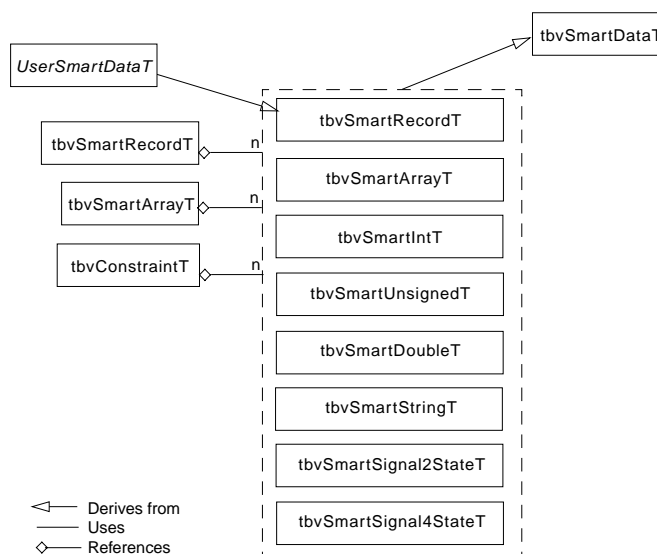 tbvSmartDataT
UserSmartDataT
tbvSmartRecordT
tbvSmartRecordT
n
tbvSmartArrayT
tbvSmartArrayT
n
tbvSmartIntT
tbvConstraintT
n
tbvSmartUnsignedT
tbvSmartDoubleT
tbvSmartStringT
tbvSmartSignal2StateT
tbvSmartSignal4StateT
Derives from
Uses
References